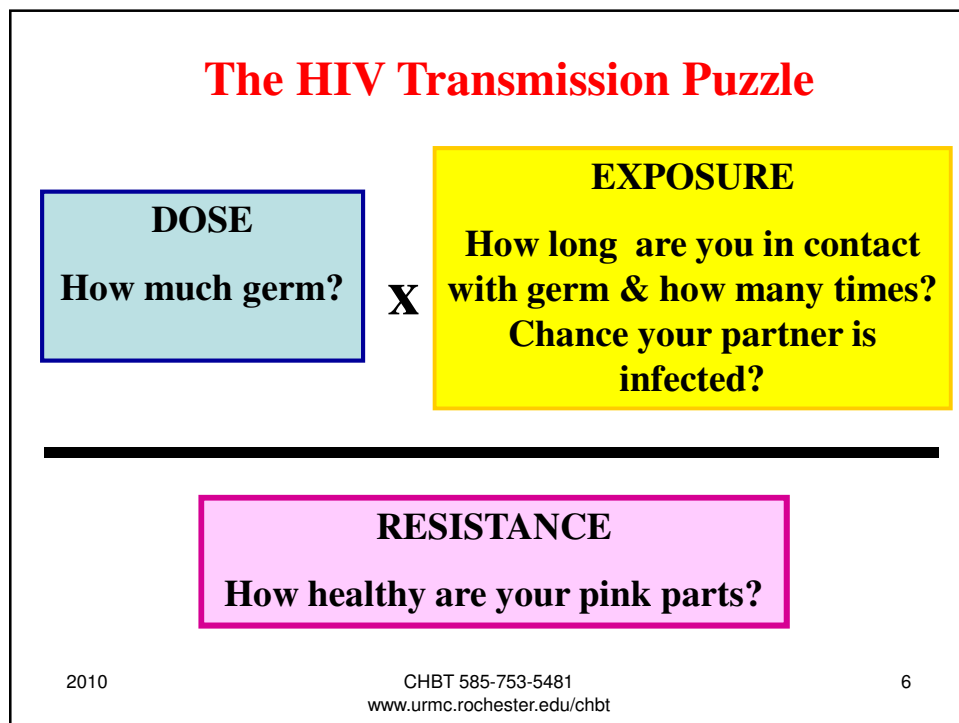 The HIV Transmission Puzzle
DOSE
How much germ?
x
EXPOSURE
How long are you in contact
with germ & how many times?
Chance your partner is
infected?
RESISTANCE
How healthy are your pink parts?
2010
CHBT 585-753-5481
www.urmc.rochester.edu/chbt
6